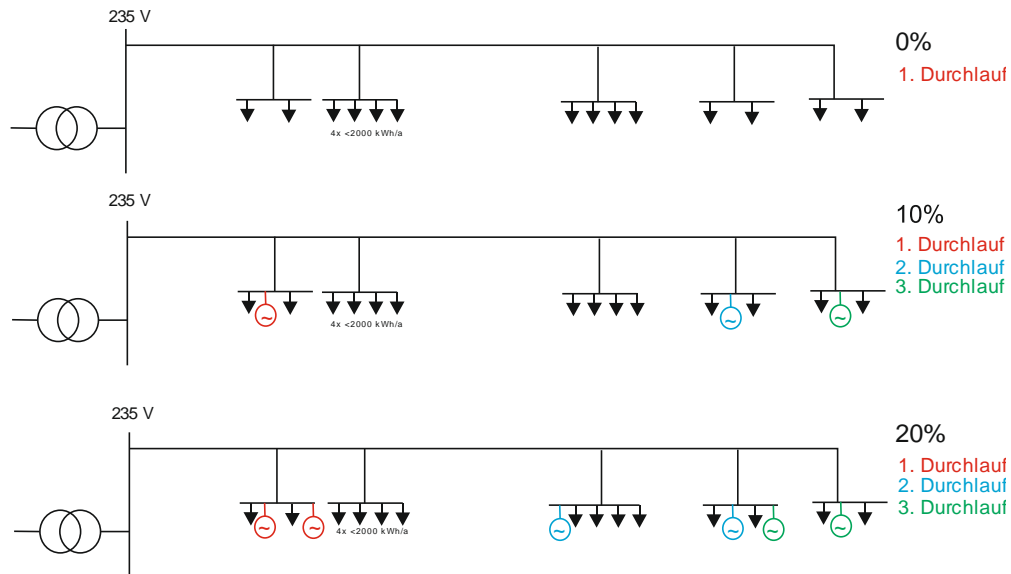 235 V
0%
1. Durchlauf
4x <2000 kWh/a
235 V
10%
1. Durchlauf
2. Durchlauf
3. Durchlauf
4x <2000 kWh/a
235 V
20%
1. Durchlauf
2. Durchlauf
3. Durchlauf
4x <2000 kWh/a